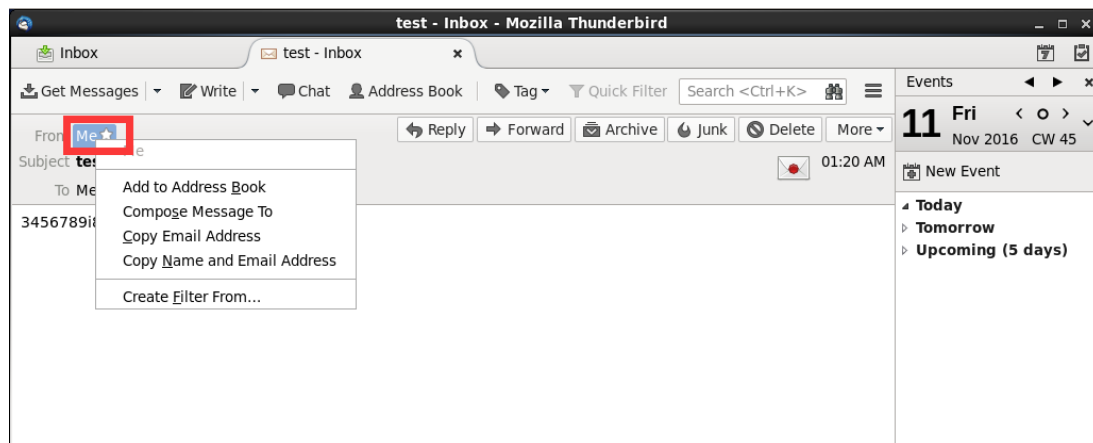 test - Inbox - Mozilla Thunderbird
Inbox
test - Inbox
Get Messages
Write
Chat
Address Book
Tag
Quick Filter
Search <Ctrl+K>
From Me
Reply
Forward
Archive
Junk
Delete
More
Subject
01:20 AM
To Me
Add to Address Book
Compose Message To
Copy Email Address
Copy Name and Email Address
Create Filter From...
Events
11
Fri
Nov 2016 CW 45
New Event
Today
Tomorrow
Upcoming (5 days)